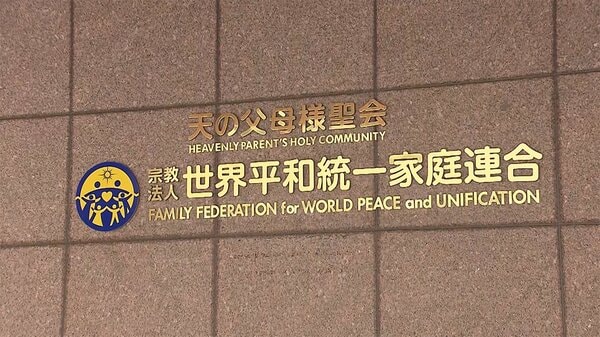 天の父母様聖会
HEAVENLY PARENT'S HOLY COMMUNITY
宗教法人 世界平和統一家庭連合
FAMILY FEDERATION for WORLD PEACE and UNIFICATION